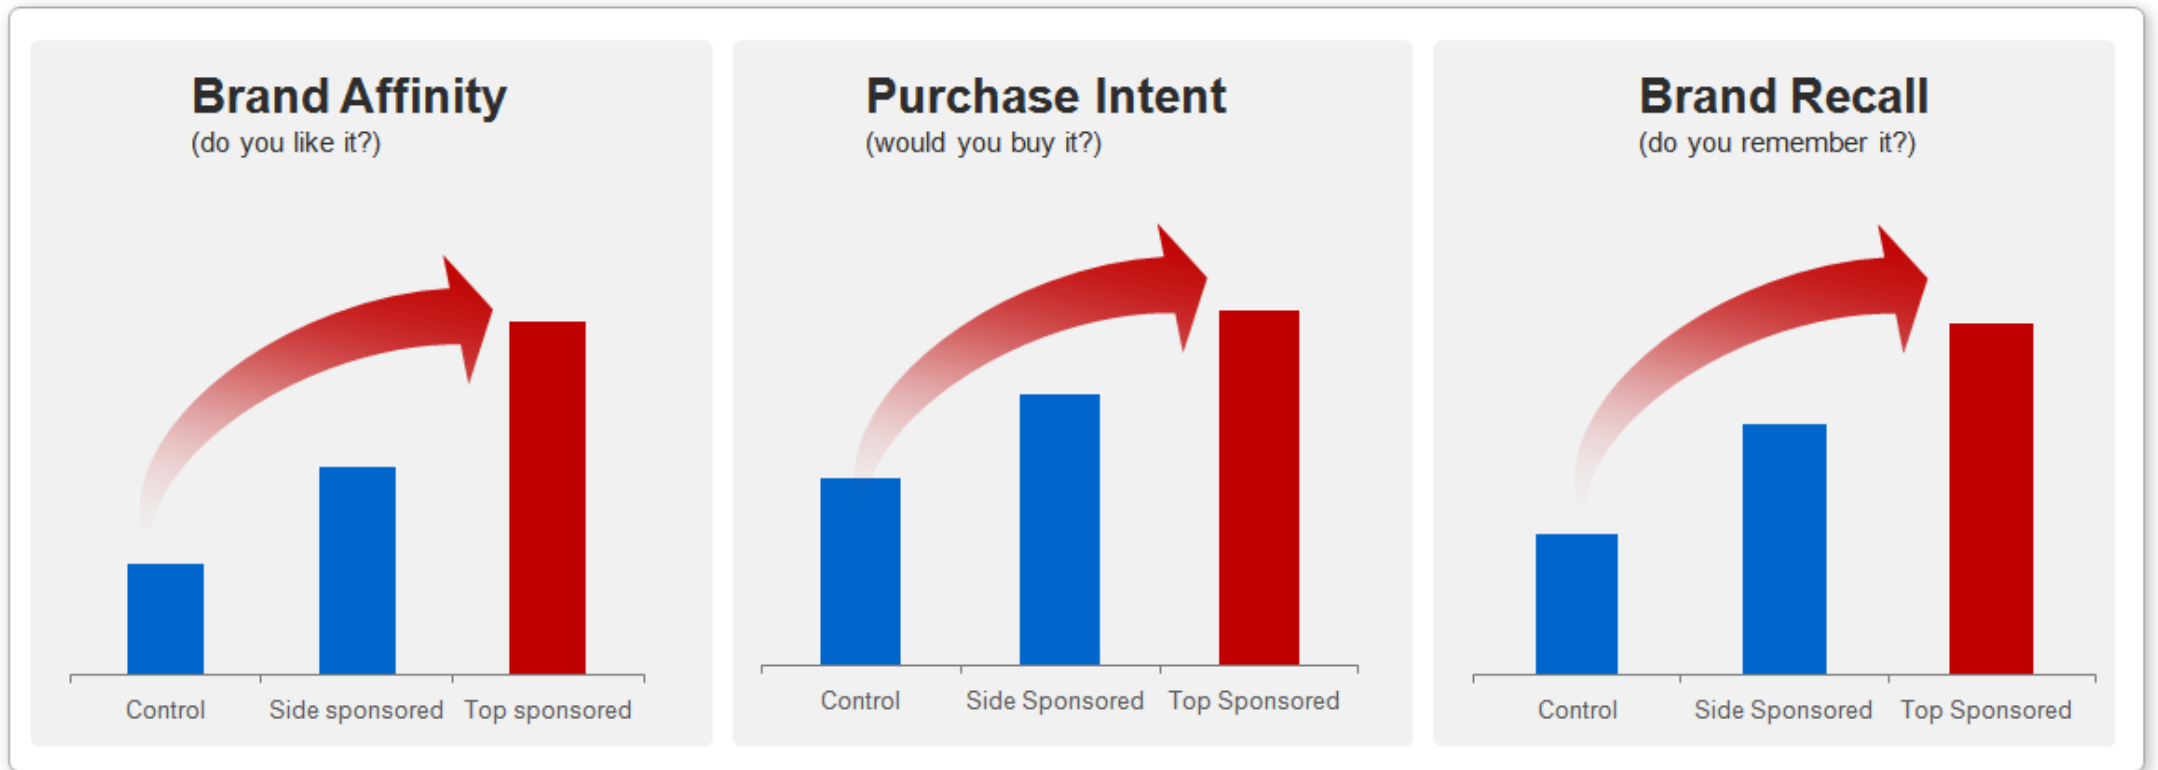 Brand Affinity
(do you like it?)
Control
Side sponsored
Top sponsored
Purchase Intent
(would you buy it?)
Control
Side Sponsored
Top Sponsored
Brand Recall
(do you remember it?)
Control
Side Sponsored
Top Sponsored